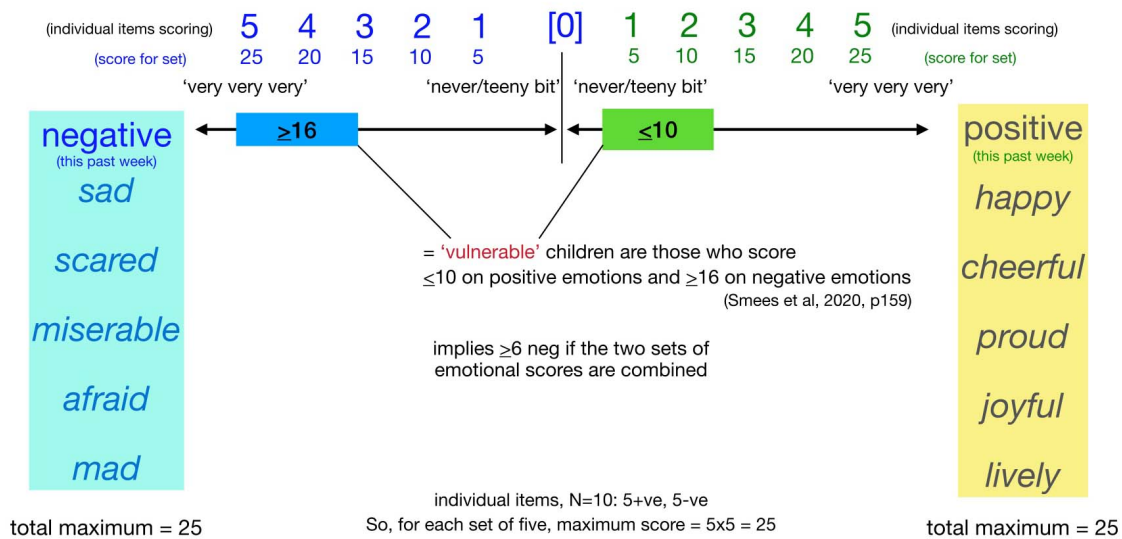 (individual items scoring) 5 4 3 2 1 [0] 1 2 3 4 5 (individual items scoring)
(score for set) 25 20 15 10 5 5 10 15 20 25 (score for set)
‘very very very’ ‘never/teeny bit’ ‘never/teeny bit’ ‘very very very’
negative
(this past week)
sad
scared
miserable
afraid
mad
total maximum = 25
≥16
≤10
= ‘vulnerable’ children are those who score
≤10 on positive emotions and ≥16 on negative emotions
(Smees et al, 2020, p159)
implies ≥6 neg if the two sets of
emotional scores are combined
individual items, N=10: 5+ve, 5-ve
So, for each set of five, maximum score = 5x5 = 25
positive
(this past week)
happy
cheerful
proud
joyful
lively
total maximum = 25